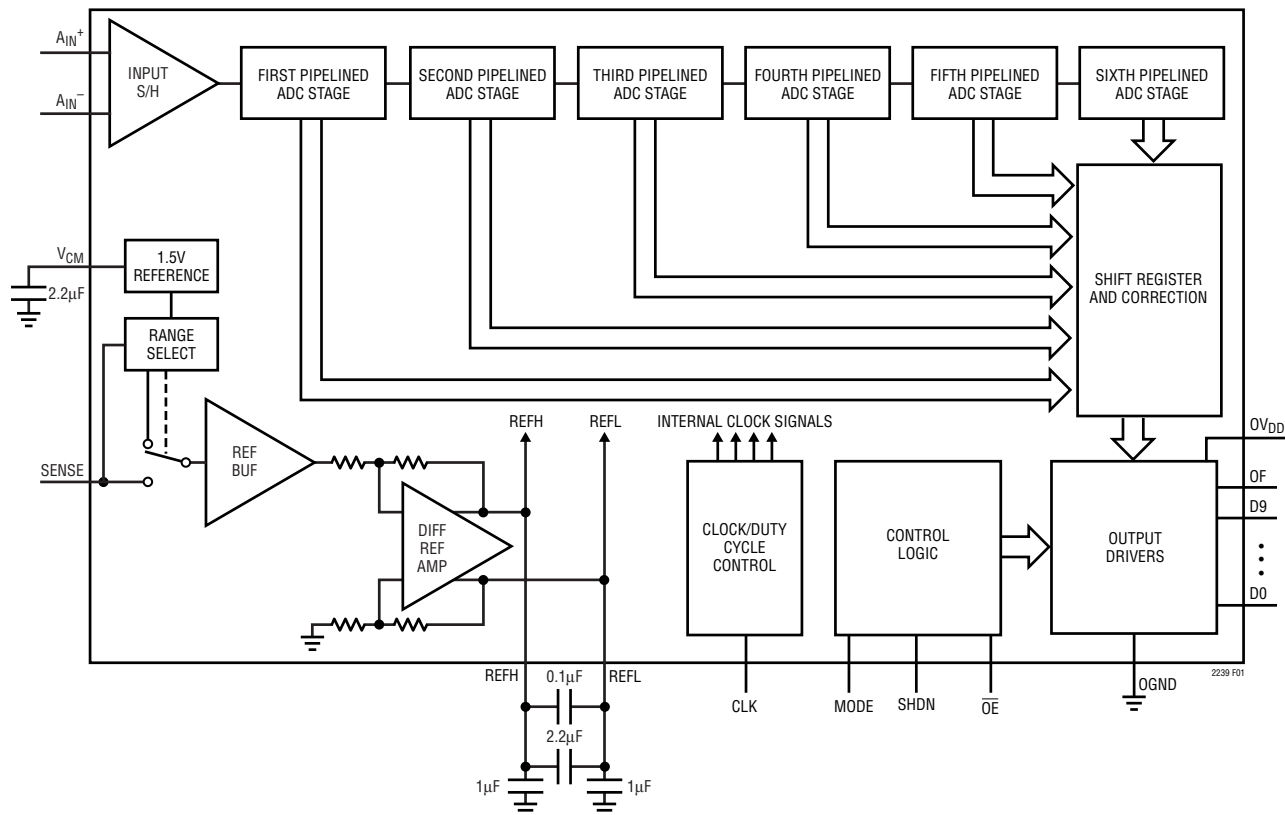 AIN+
AIN–
INPUT
S/H
FIRST PIPELINED
ADC STAGE
SECOND PIPELINED
ADC STAGE
THIRD PIPELINED
ADC STAGE
FOURTH PIPELINED
ADC STAGE
FIFTH PIPELINED
ADC STAGE
SIXTH PIPELINED
ADC STAGE
VCM
2.2µF
1.5V
REFERENCE
RANGE
SELECT
SHIFT REGISTER
AND CORRECTION
SENSE
REF
BUF
DIFF
REF
AMP
REFH
REFL
INTERNAL CLOCK SIGNALS
CLOCK/DUTY
CYCLE
CONTROL
CONTROL
LOGIC
OUTPUT
DRIVERS
OVDD
OF
D9
D0
REFH
0.1µF
REFL
2.2µF
1µF
1µF
CLK
MODE
SHDN
O̅E̅
OGND
2239 F01